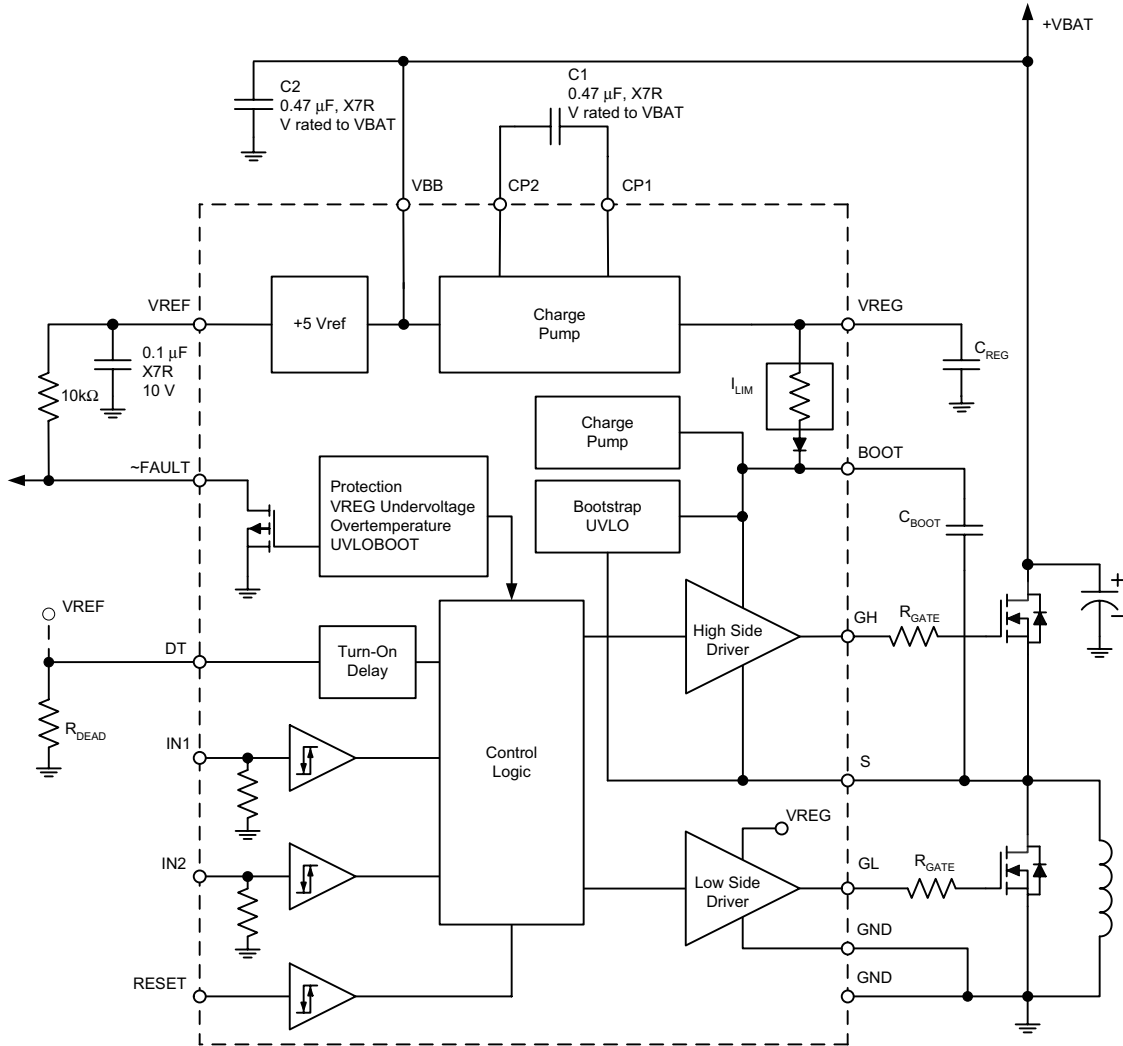 +VBAT
C2
0.47 μF, X7R
V rated to VBAT
C1
0.47 μF, X7R
V rated to VBAT
VBB
CP2
CP1
VREF
+5 Vref
Charge
Pump
VREG
0.1 μF
X7R
10 V
10kΩ
CREG
ILIM
Charge
Pump
BOOT
~FAULT
Protection
VREG Undervoltage
Overtemperature
UVLOBOOT
Bootstrap
UVLO
CBOOT
+
–
VREF
DT
Turn-On
Delay
High Side
Driver
GH
RGATE
RDEAD
IN1
Control
Logic
S
VREG
IN2
Low Side
Driver
GL
RGATE
GND
RESET
GND